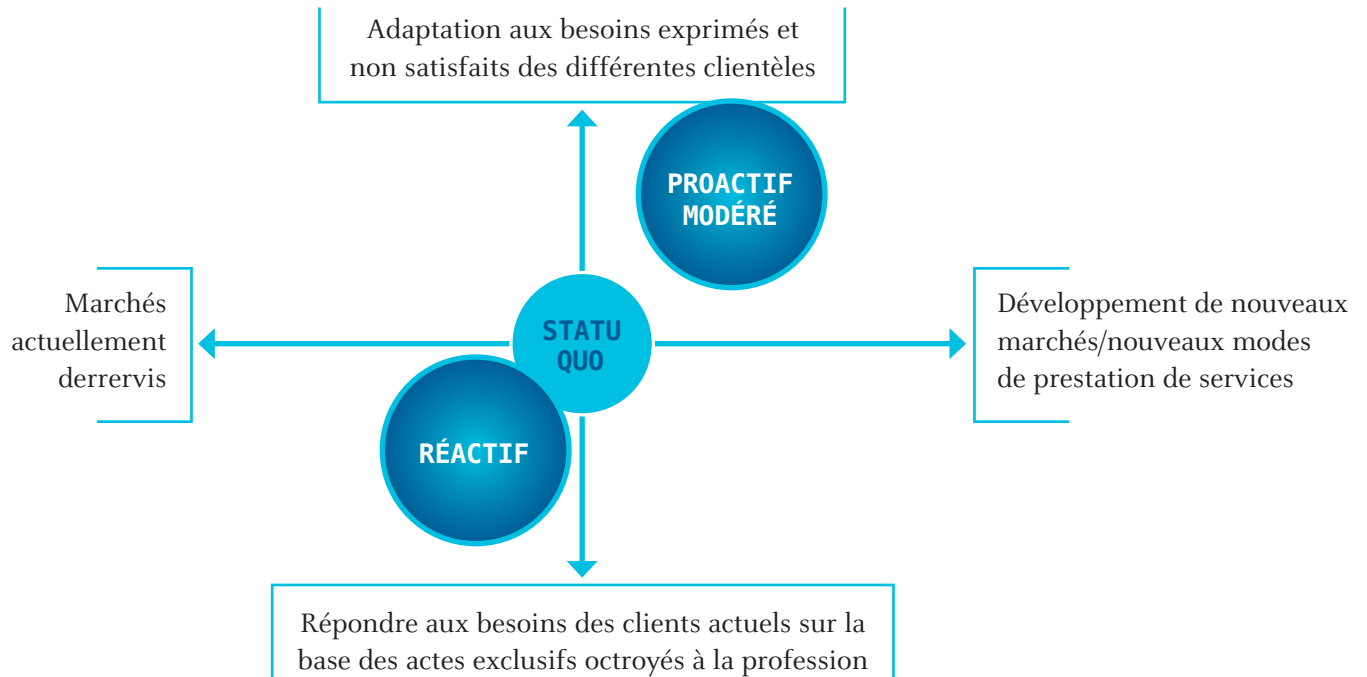 Adaptation aux besoins exprimés et
non satisfaits des différentes clientèles
PROACTIF
MODÉRÉ
Marchés
actuellement
derrervis
STATU
QUO
Développement de nouveaux
marchés/nouveaux modes
de prestation de services
RÉACTIF
Répondre aux besoins des clients actuels sur la
base des actes exclusifs octroyés à la profession